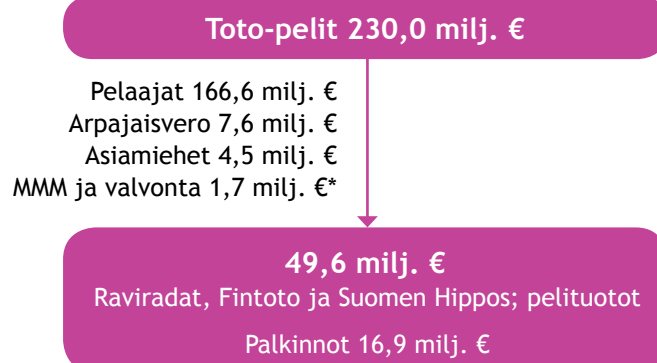 Toto-pelit 230,0 milj. €
Pelaajat 166,6 milj. €
Arpajaisvero 7,6 milj. €
Asiamiehet 4,5 milj. €
MMM ja valvonta 1,7 milj. €*
49,6 milj. €
Raviradat, Fintoto ja Suomen Hippos; pelituotot
Palkinnot 16,9 milj. €